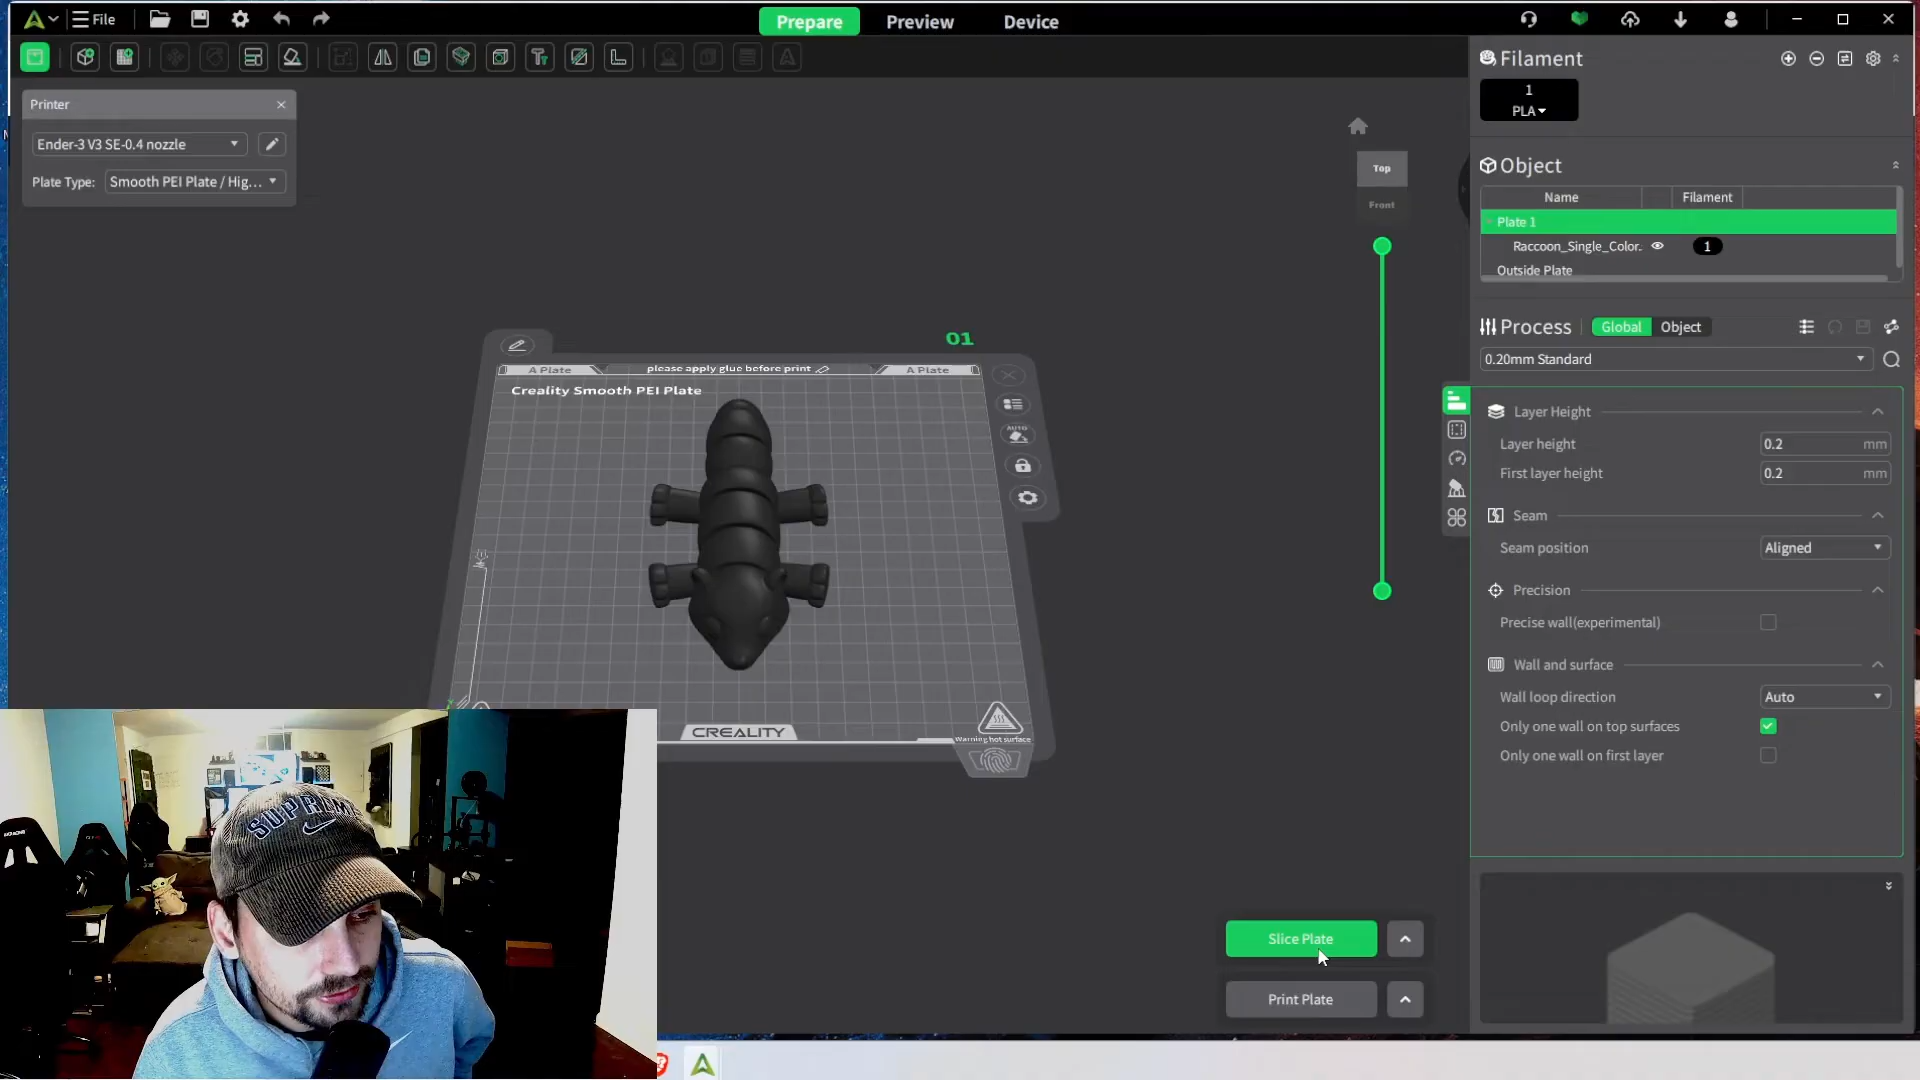 File
Prepare
Preview
Device
Printer
Ender-3 V3 SE-0.4 nozzle
Plate Type:
Smooth PEI Plate / Hig...
Top
Front
01
A Plate
please apply glue before print
A Plate
Creality Smooth PEI Plate
AUTO
CREALITY
Warning hot surface
SUPREME
Slice Plate
Print Plate
Filament
1
PLA
Object
Name
Filament
Plate 1
Raccoon_Single_Color.
1
Outside Plate
Process
Global
Object
0.20mm Standard
Layer Height
Layer height
0.2
mm
First layer height
0.2
mm
Seam
Seam position
Aligned
Precision
Precise wall(experimental)
Wall and surface
Wall loop direction
Auto
Only one wall on top surfaces
Only one wall on first layer